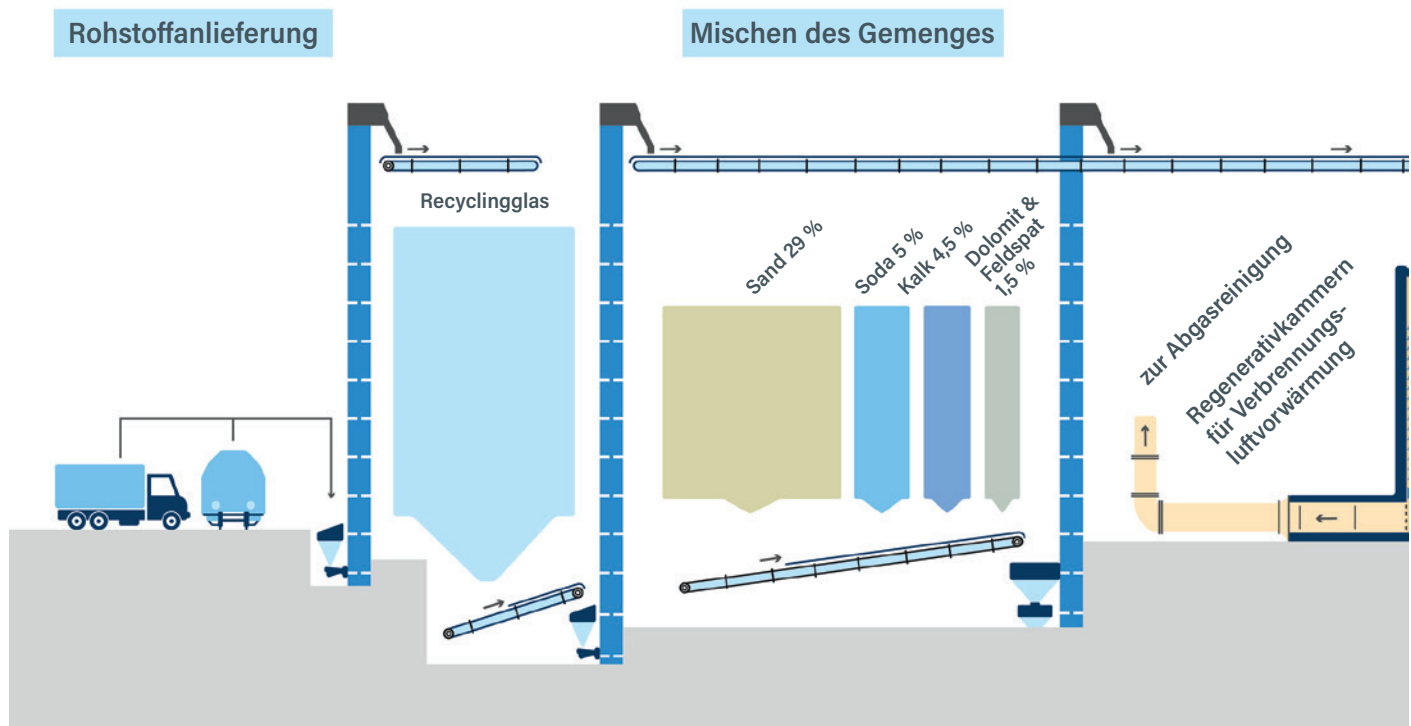 Rohstoffanlieferung
Mischen des Gemenges
Recyclingglas
Sand 29 %
Soda 5 %
Kalk 4,5 %
Dolomit &
Feldspat
1,5 %
zur Abgasreinigung
Regenerativkammern
für Verbrennungs-
luftvorwärmung